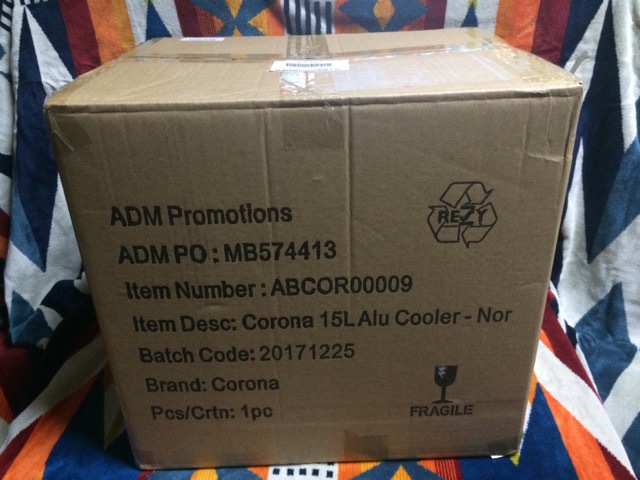 ADM Promotions
ADM PO : MB574413
Item Number : ABCOR00009
Item Desc: Corona 15L Alu Cooler - Nor
Batch Code: 20171225
Brand: Corona
Pcs/Crtn: 1pc
REZY
FRAGILE